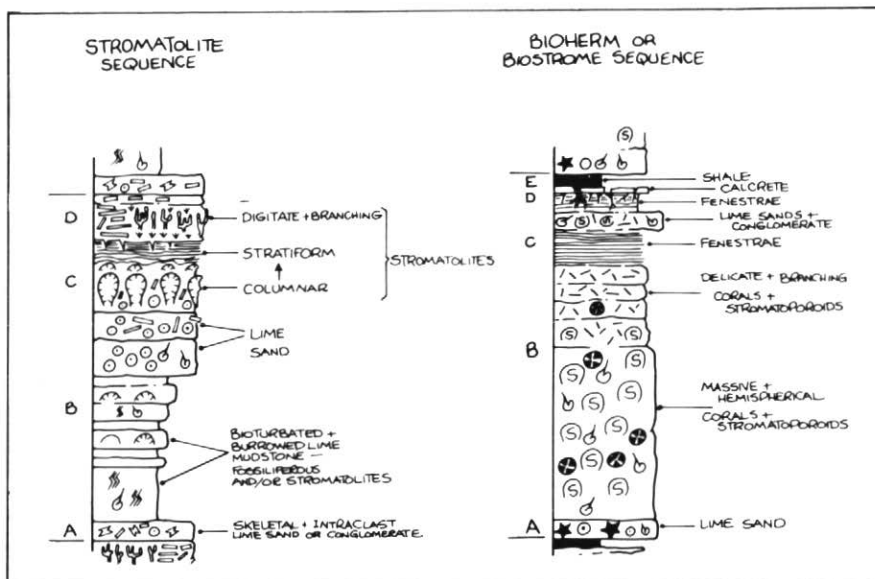 STROMATOLITE
SEQUENCE
D
C
B
A
DIGITATE + BRANCHING
STRATIFORM
COLUMNAR
STROMATOLITES
LIME
SAND
BIOTURBATED +
BURROWED LIME
MUDSTONE —
FOSSILIFEROUS
AND/OR STROMATOLITES
SKELETAL + INTRACLAST
LIME SAND OR CONGLOMERATE
BIOHERM OR
BIOSTROME SEQUENCE
E
D
C
B
A
SHALE
CALCRETE
FENESTRAE
LIME SANDS +
CONGLOMERATE
FENESTRAE
DELICATE + BRANCHING
CORALS +
STROMATOPOROIDS
MASSIVE +
HEMISPHERICAL
CORALS +
STROMATOPOROIDS
LIME SAND